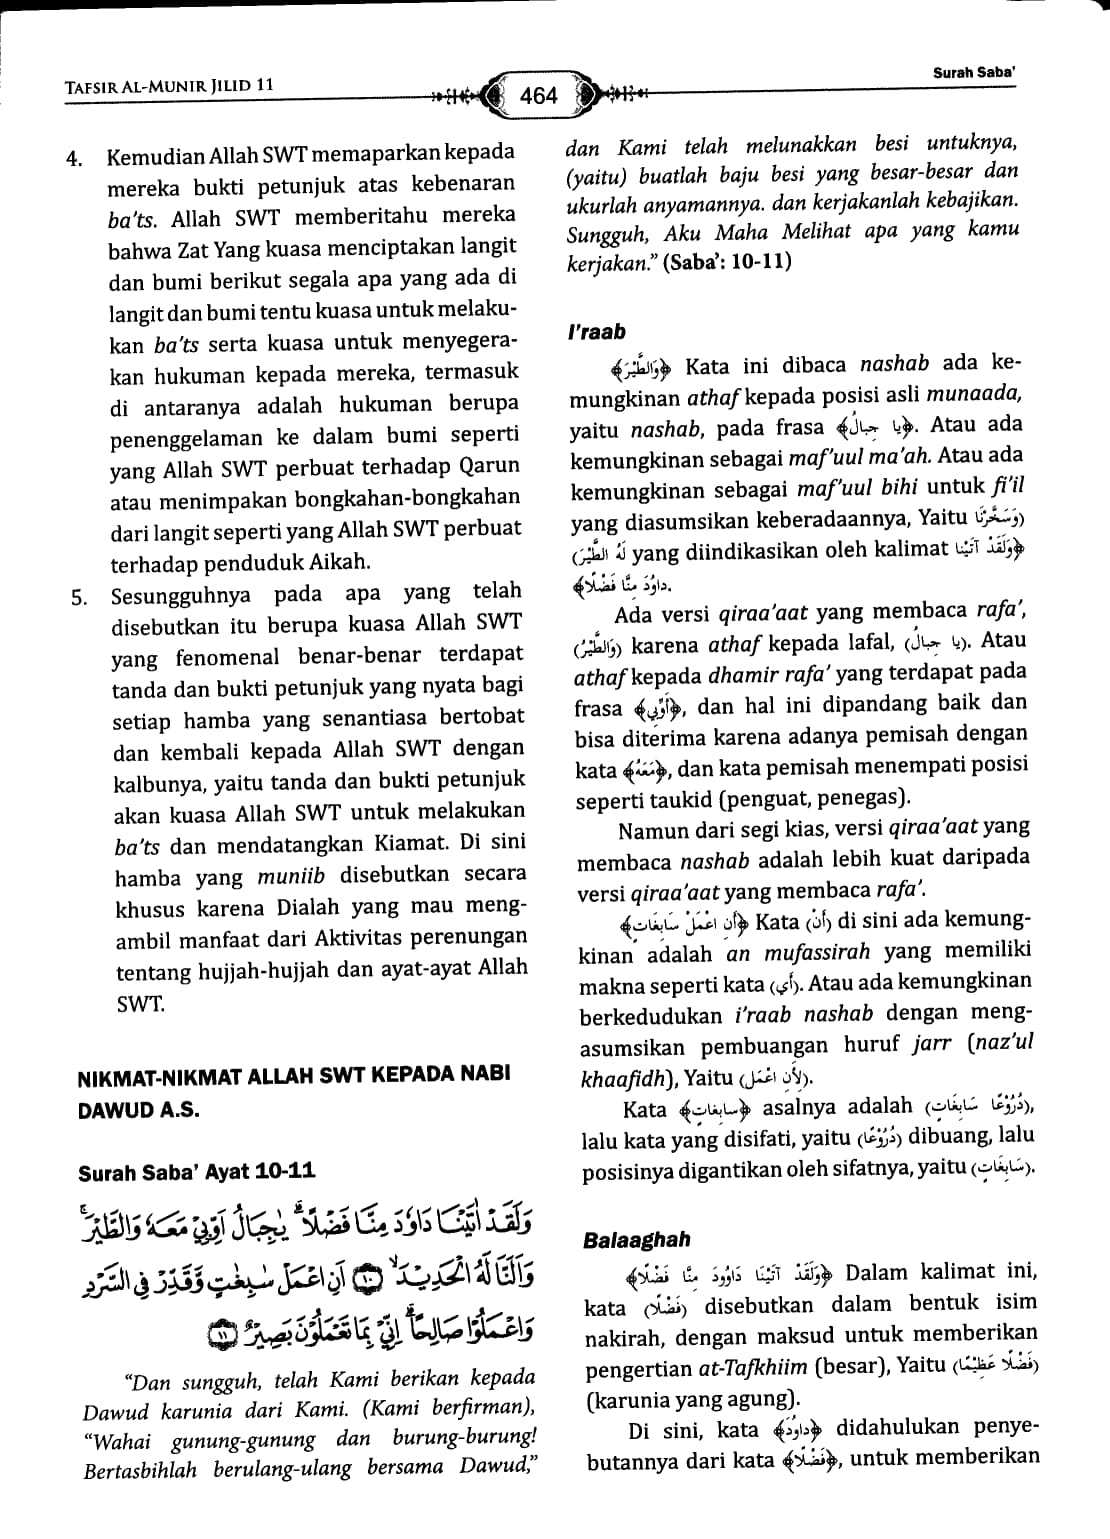 TAFSIR AL-MUNIR JILID 11
464
Surah Saba'
4. Kemudian Allah SWT memaparkan kepada
mereka bukti petunjuk atas kebenaran
ba'ts. Allah SWT memberitahu mereka
bahwa Zat Yang kuasa menciptakan langit
dan bumi berikut segala apa yang ada di
langit dan bumi tentu kuasa untuk melaku-
kan ba'ts serta kuasa untuk menyegera-
kan hukuman kepada mereka, termasuk
di antaranya adalah hukuman berupa
penenggelaman ke dalam bumi seperti
yang Allah SWT perbuat terhadap Qarun
atau menimpakan bongkahan-bongkahan
dari langit seperti yang Allah SWT perbuat
terhadap penduduk Aikah.
5. Sesungguhnya pada apa yang telah
disebutkan itu berupa kuasa Allah SWT
yang fenomenal benar-benar terdapat
tanda dan bukti petunjuk yang nyata bagi
setiap hamba yang senantiasa bertobat
dan kembali kepada Allah SWT dengan
kalbunya, yaitu tanda dan bukti petunjuk
akan kuasa Allah SWT untuk melakukan
ba'ts dan mendatangkan Kiamat. Di sini
hamba yang muniib disebutkan secara
khusus karena Dialah yang mau meng-
ambil manfaat dari Aktivitas perenungan
tentang hujjah-hujjah dan ayat-ayat Allah
SWT.
NIKMAT-NIKMAT ALLAH SWT KEPADA NABI
DAWUD A.S.
Surah Saba' Ayat 10-11
وَلَقَدْ اٰتَيْنَا دَاوٗدَ مِنَّا فَضْلًاۗ يٰجِبَالُ اَوِّبِيْ مَعَهٗ وَالطَّيْرَۚ
وَاَلَنَّا لَهُ الْحَدِيْدَۙ ١٠ اَنِ اعْمَلْ سٰبِغٰتٍ وَّقَدِّرْ فِى السَّرْدِ
وَاعْمَلُوْا صَالِحًاۗ اِنِّيْ بِمَا تَعْمَلُوْنَ بَصِيْرٌ ١١
"Dan sungguh, telah Kami berikan kepada
Dawud karunia dari Kami. (Kami berfirman),
"Wahai gunung-gunung dan burung-burung!
Bertasbihlah berulang-ulang bersama Dawud,"
dan Kami telah melunakkan besi untuknya,
(yaitu) buatlah baju besi yang besar-besar dan
ukurlah anyamannya. dan kerjakanlah kebajikan.
Sungguh, Aku Maha Melihat apa yang kamu
kerjakan." (Saba': 10-11)
I'raab
﴿وَالطَّيْرَ﴾ Kata ini dibaca nashab ada ke-
mungkinan athaf kepada posisi asli munaada,
yaitu nashab, pada frasa ﴿يا جبالُ﴾. Atau ada
kemungkinan sebagai maf'uul ma'ah. Atau ada
kemungkinan sebagai maf'uul bihi untuk fi'il
yang diasumsikan keberadaannya, Yaitu (وَسَخَّرْنَا
لَهُ الطَّيْرَ) yang diindikasikan oleh kalimat ﴿وَلَقَدْ آتَيْنَا
دَاوُدَ مِنَّا فَضْلًا﴾.
Ada versi qiraa'aat yang membaca rafa',
(وَالطَّيْرُ) karena athaf kepada lafal, (يا جبالُ). Atau
athaf kepada dhamir rafa' yang terdapat pada
frasa ﴿أَوِّبِي﴾, dan hal ini dipandang baik dan
bisa diterima karena adanya pemisah dengan
kata ﴿مَعَهُ﴾, dan kata pemisah menempati posisi
seperti taukid (penguat, penegas).
Namun dari segi kias, versi qiraa'aat yang
membaca nashab adalah lebih kuat daripada
versi qiraa'aat yang membaca rafa'.
﴿أَنِ اعْمَلْ سَابِغَاتٍ﴾ Kata (أَنْ) di sini ada kemung-
kinan adalah an mufassirah yang memiliki
makna seperti kata (أَي). Atau ada kemungkinan
berkedudukan i'raab nashab dengan meng-
asumsikan pembuangan huruf jarr (naz'ul
khaafidh), Yaitu (لِأَنِ اعْمَل).
Kata ﴿سابغاتٍ﴾ asalnya adalah (دُرُوْعًا سَابِغَاتٍ),
lalu kata yang disifati, yaitu (دُرُوْعًا) dibuang, lalu
posisinya digantikan oleh sifatnya, yaitu (سَابِغَاتٍ).
Balaaghah
﴿وَلَقَدْ آتَيْنَا دَاوُودَ مِنَّا فَضْلًا﴾ Dalam kalimat ini,
kata (فَضْلًا) disebutkan dalam bentuk isim
nakirah, dengan maksud untuk memberikan
pengertian at-Tafkhiim (besar), Yaitu (فَضْلًا عَظِيْمًا)
(karunia yang agung).
Di sini, kata ﴿داودَ﴾ didahulukan penye-
butannya dari kata ﴿فَضْلًا﴾, untuk memberikan